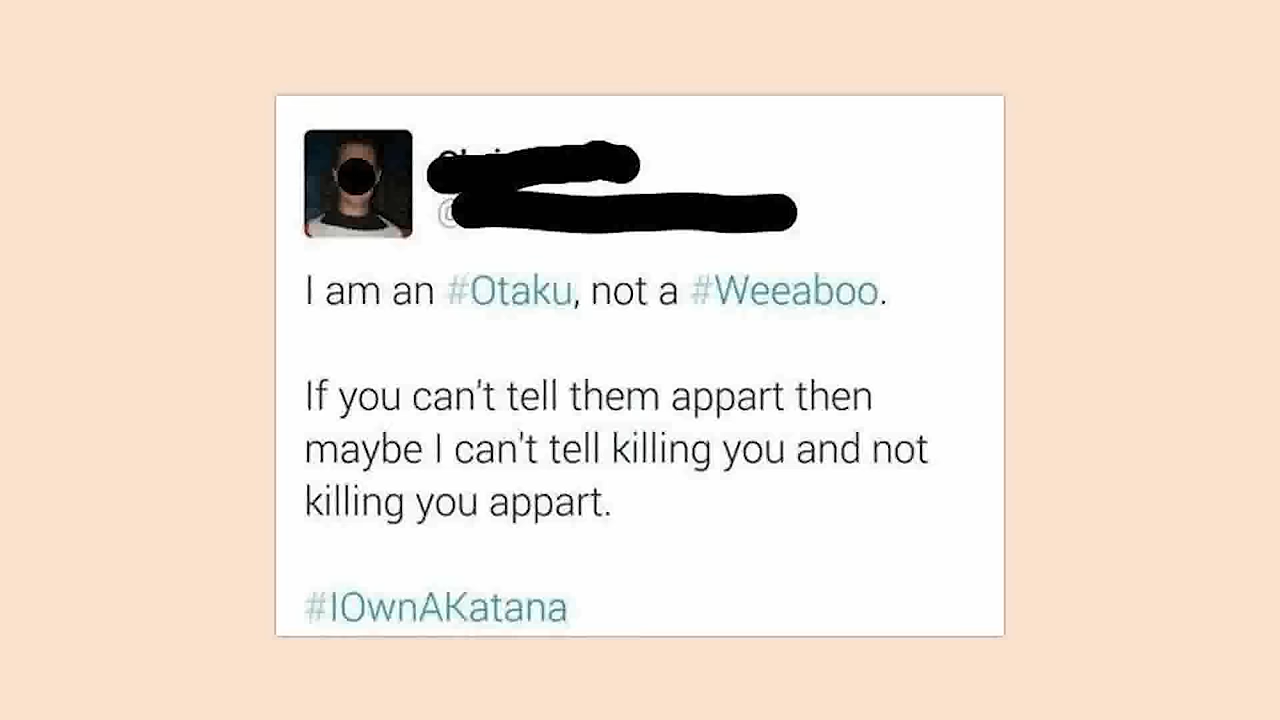 I am an #Otaku, not a #Weeaboo.
If you can't tell them appart then
maybe I can't tell killing you and not
killing you appart.
#IOwnAKatana